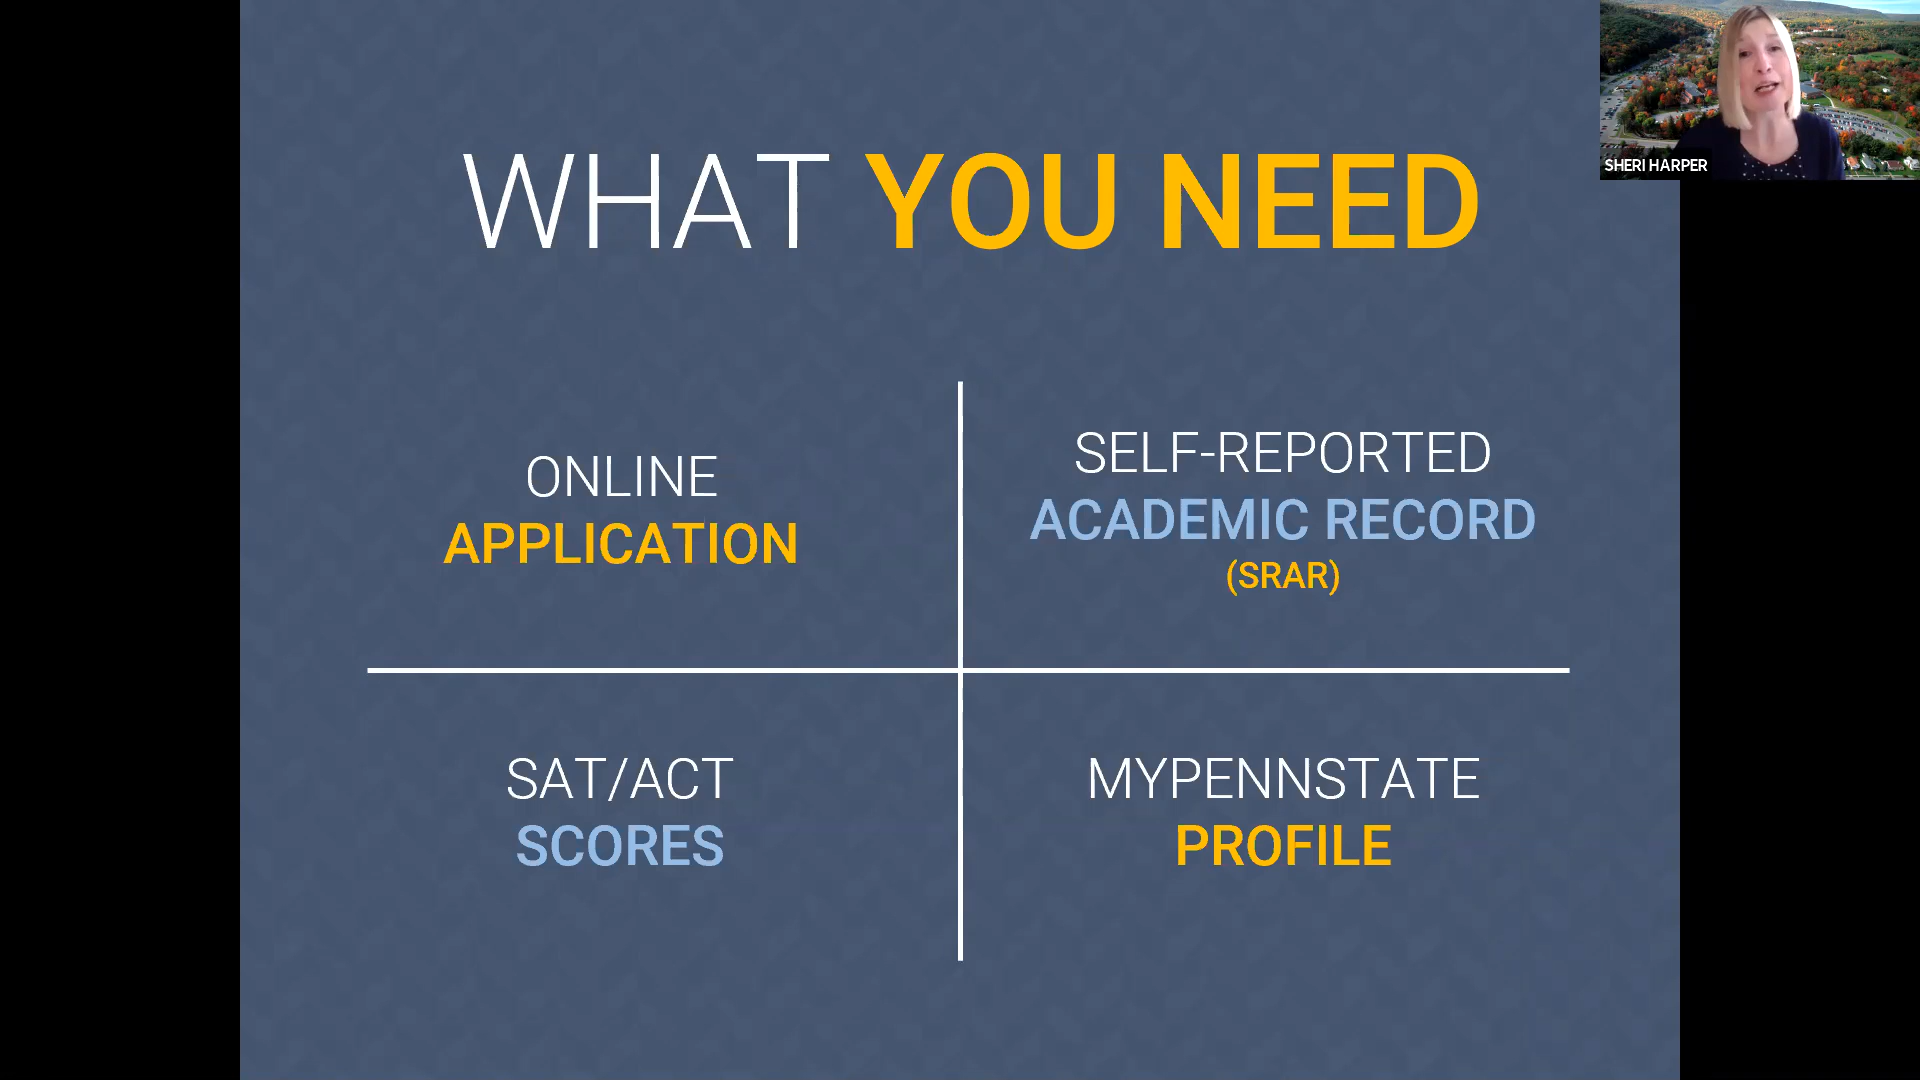 WHAT YOU NEED
SHERI HARPER
ONLINE
APPLICATION
SELF-REPORTED
ACADEMIC RECORD
(SRAR)
SAT/ACT
SCORES
MYPENNSTATE
PROFILE